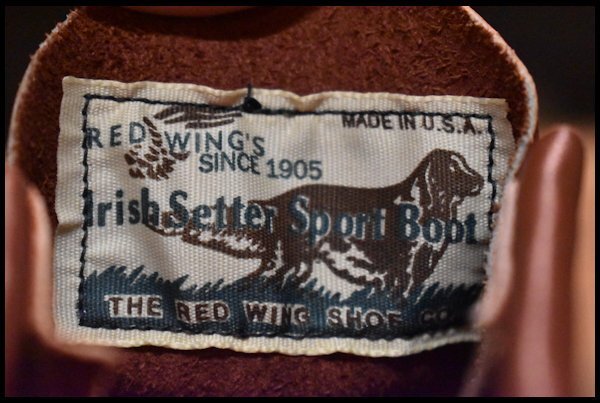 MADE IN U.S.A.
RED WING'S
SINCE 1905
Irish Setter Sport Boot
THE RED WING SHOE CO.